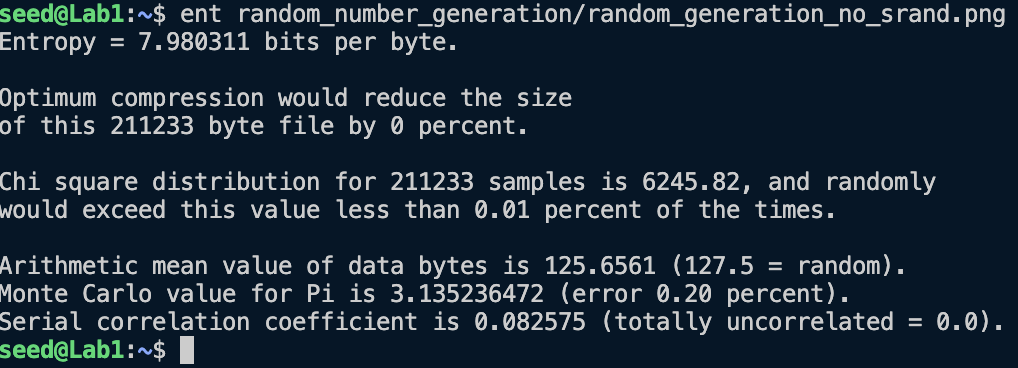 seed@Lab1:~$ ent random_number_generation/random_generation_no_srand.png
Entropy = 7.980311 bits per byte.
Optimum compression would reduce the size
of this 211233 byte file by 0 percent.
Chi square distribution for 211233 samples is 6245.82, and randomly
would exceed this value less than 0.01 percent of the times.
Arithmetic mean value of data bytes is 125.6561 (127.5 = random).
Monte Carlo value for Pi is 3.135236472 (error 0.20 percent).
Serial correlation coefficient is 0.082575 (totally uncorrelated = 0.0).
seed@Lab1:~$